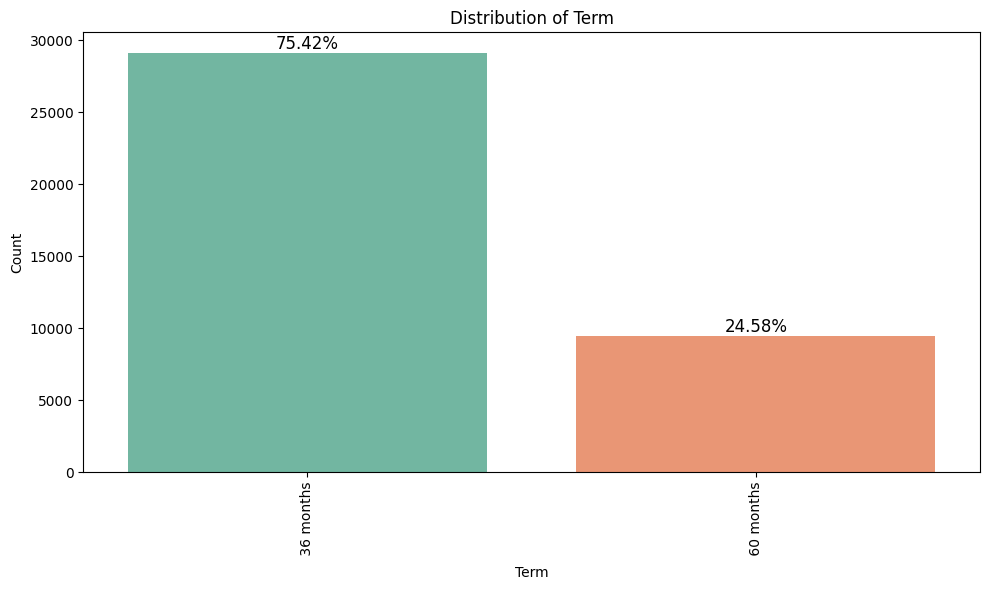 Distribution of Term
30000
25000
20000
15000
10000
5000
0
Count
75.42%
24.58%
36 months
60 months
Term